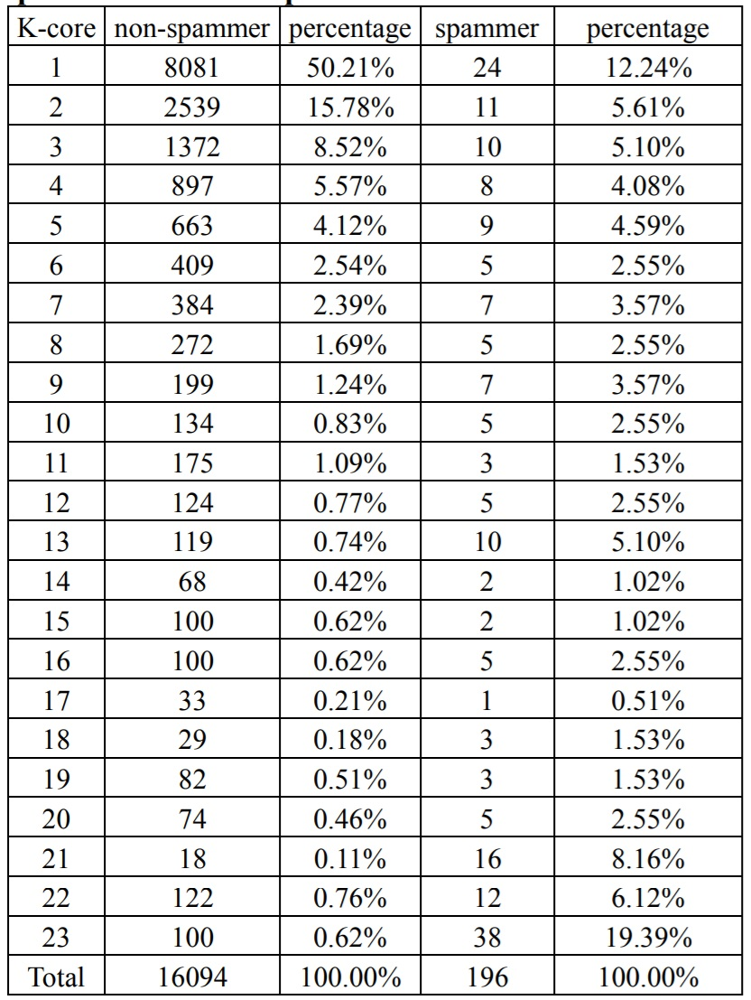 K-core non-spammer percentage spammer percentage
1 8081 50.21% 24 12.24%
2 2539 15.78% 11 5.61%
3 1372 8.52% 10 5.10%
4 897 5.57% 8 4.08%
5 663 4.12% 9 4.59%
6 409 2.54% 5 2.55%
7 384 2.39% 7 3.57%
8 272 1.69% 5 2.55%
9 199 1.24% 7 3.57%
10 134 0.83% 5 2.55%
11 175 1.09% 3 1.53%
12 124 0.77% 5 2.55%
13 119 0.74% 10 5.10%
14 68 0.42% 2 1.02%
15 100 0.62% 2 1.02%
16 100 0.62% 5 2.55%
17 33 0.21% 1 0.51%
18 29 0.18% 3 1.53%
19 82 0.51% 3 1.53%
20 74 0.46% 5 2.55%
21 18 0.11% 16 8.16%
22 122 0.76% 12 6.12%
23 100 0.62% 38 19.39%
Total 16094 100.00% 196 100.00%